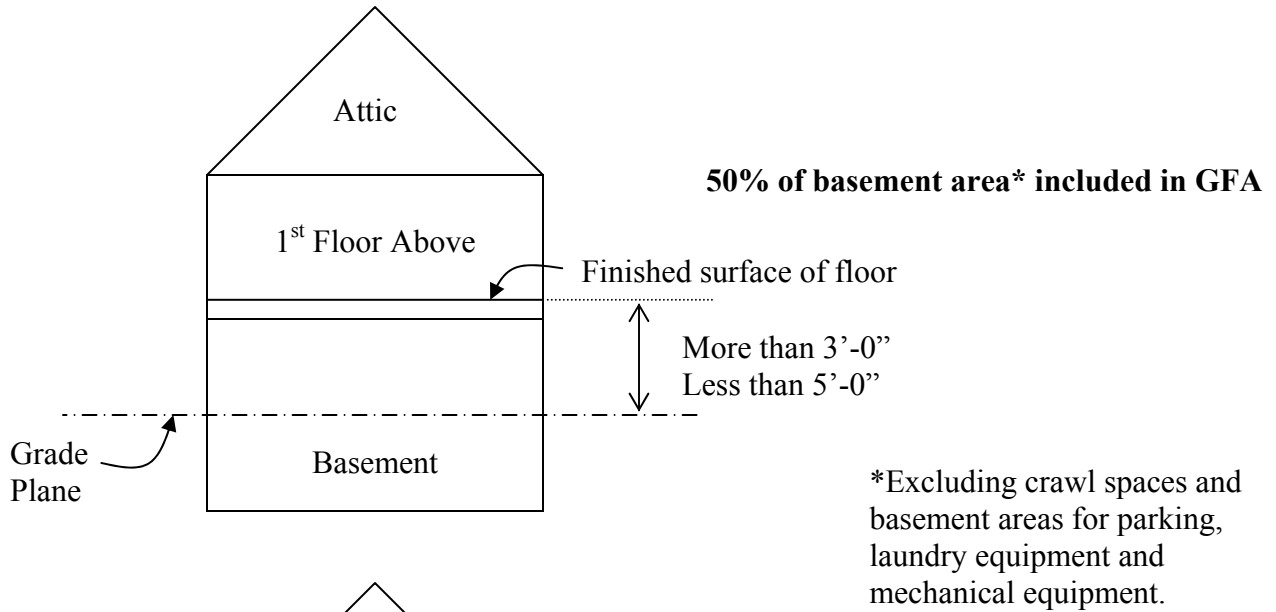 Attic
50% of basement area* included in GFA
1st Floor Above
Finished surface of floor
More than 3’-0”
Less than 5’-0”
Grade
Plane
Basement
*Excluding crawl spaces and
basement areas for parking,
laundry equipment and
mechanical equipment.